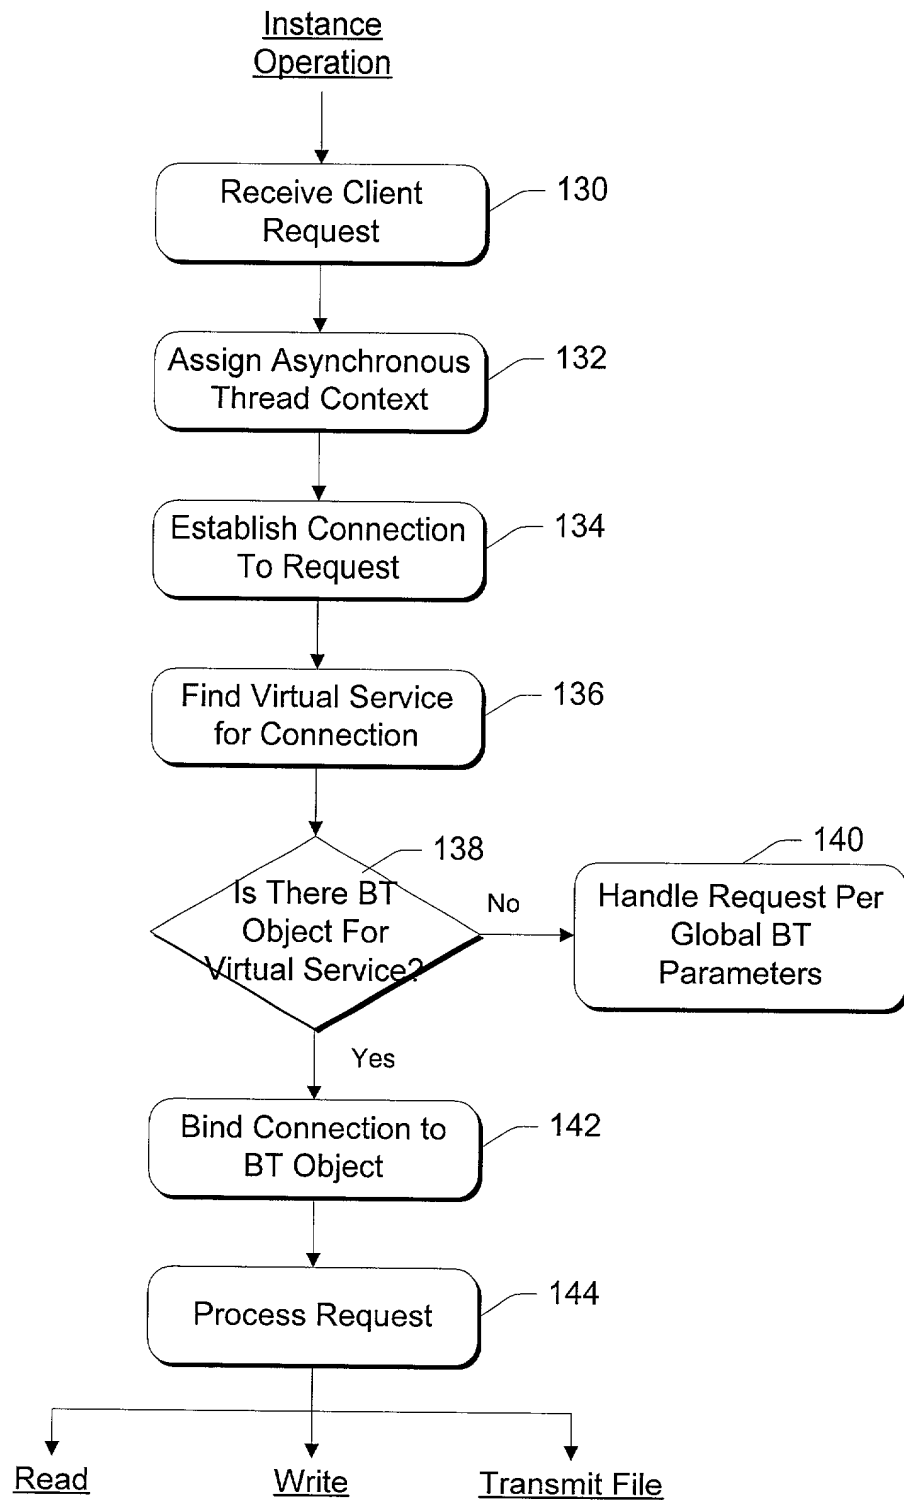 Instance
Operation
Receive Client
Request
130
Assign Asynchronous
Thread Context
132
Establish Connection
To Request
134
Find Virtual Service
for Connection
136
138
Is There BT
Object For
Virtual Service?
No
140
Handle Request Per
Global BT
Parameters
Yes
Bind Connection to
BT Object
142
Process Request
144
Read
Write
Transmit File